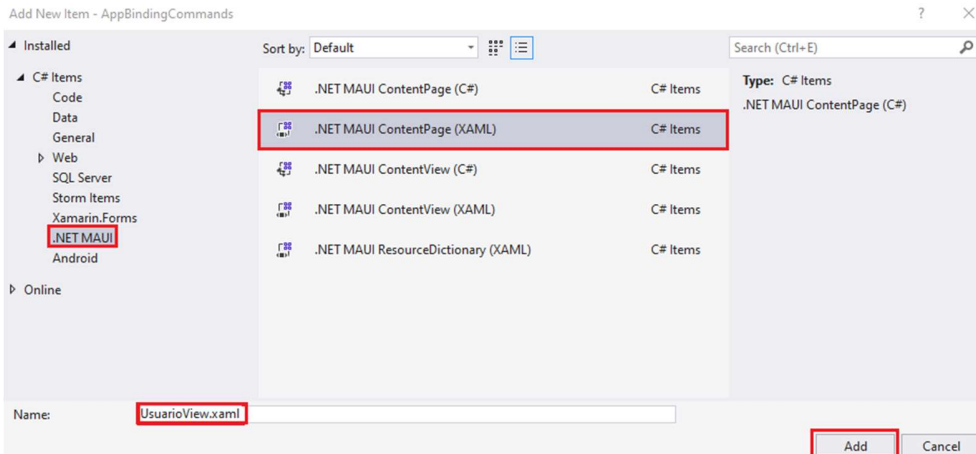 Add New Item - AppBindingCommands
Installed
C# Items
Code
Data
General
Web
SQL Server
Storm Items
Xamarin.Forms
.NET MAUI
Android
Online
Sort by: Default
Search (Ctrl+E)
.NET MAUI ContentPage (C#) C# Items
.NET MAUI ContentPage (XAML) C# Items
.NET MAUI ContentView (C#) C# Items
.NET MAUI ContentView (XAML) C# Items
.NET MAUI ResourceDictionary (XAML) C# Items
Type: C# Items
.NET MAUI ContentPage (C#)
Name: UsuarioView.xaml
Add Cancel